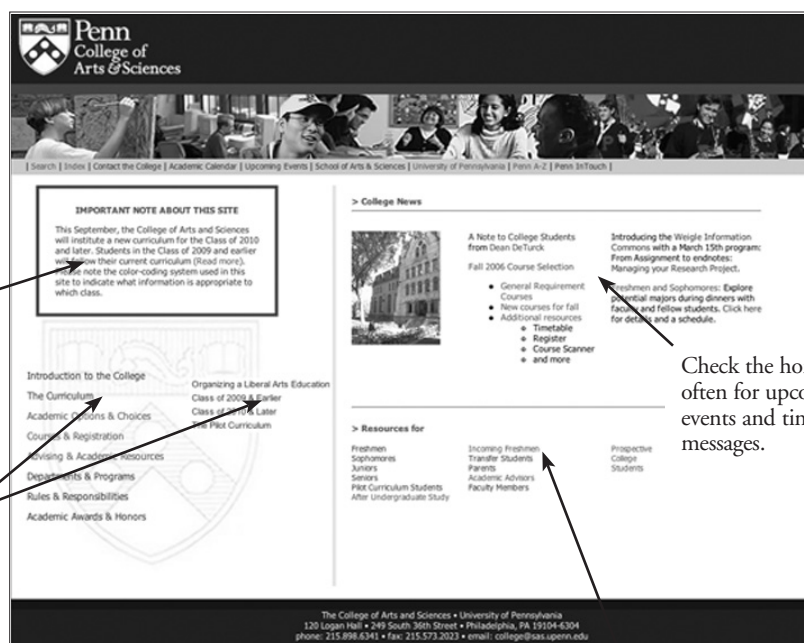 Penn
College of
Arts & Sciences
| Search | Index | Contact the College | Academic Calendar | Upcoming Events | School of Arts & Sciences | University of Pennsylvania | Penn A-Z | Penn InTouch |
IMPORTANT NOTE ABOUT THIS SITE
This September, the College of Arts and Sciences
will institute a new curriculum for the Class of 2010
and later. Students in the Class of 2009 and earlier
will follow their current curriculum (Read more).
Please note the color-coding system used in this
site to indicate what information is appropriate to
which class.
Introduction to the College
The Curriculum
Academic Options & Choices
Courses & Registration
Advising & Academic Resources
Departments & Programs
Rules & Responsibilities
Academic Awards & Honors
Organizing a Liberal Arts Education
Class of 2009 & Earlier
Class of 2010 & Later
The Pilot Curriculum
> College News
A Note to College Students
from Dean DeTurck
Fall 2006 Course Selection
General Requirement
Courses
New courses for fall
Additional resources
Timetable
Register
Course Scanner
and more
Introducing the Weigle Information
Commons with a March 15th program:
From Assignment to endnotes:
Managing your Research Project.
Freshmen and Sophomores: Explore
potential majors during dinners with
faculty and fellow students. Click here
for details and a schedule.
Check the ho
often for upco
events and tim
messages.
> Resources for
Freshmen
Sophomores
Juniors
Seniors
Pilot Curriculum Students
After Undergraduate Study
Incoming Freshmen
Transfer Students
Parents
Academic Advisors
Faculty Members
Prospective
College
Students
The College of Arts and Sciences • University of Pennsylvania
120 Logan Hall • 249 South 36th Street • Philadelphia, PA 19104-6304
phone: 215.898.6341 • fax: 215.573.2023 • email: college@sas.upenn.edu